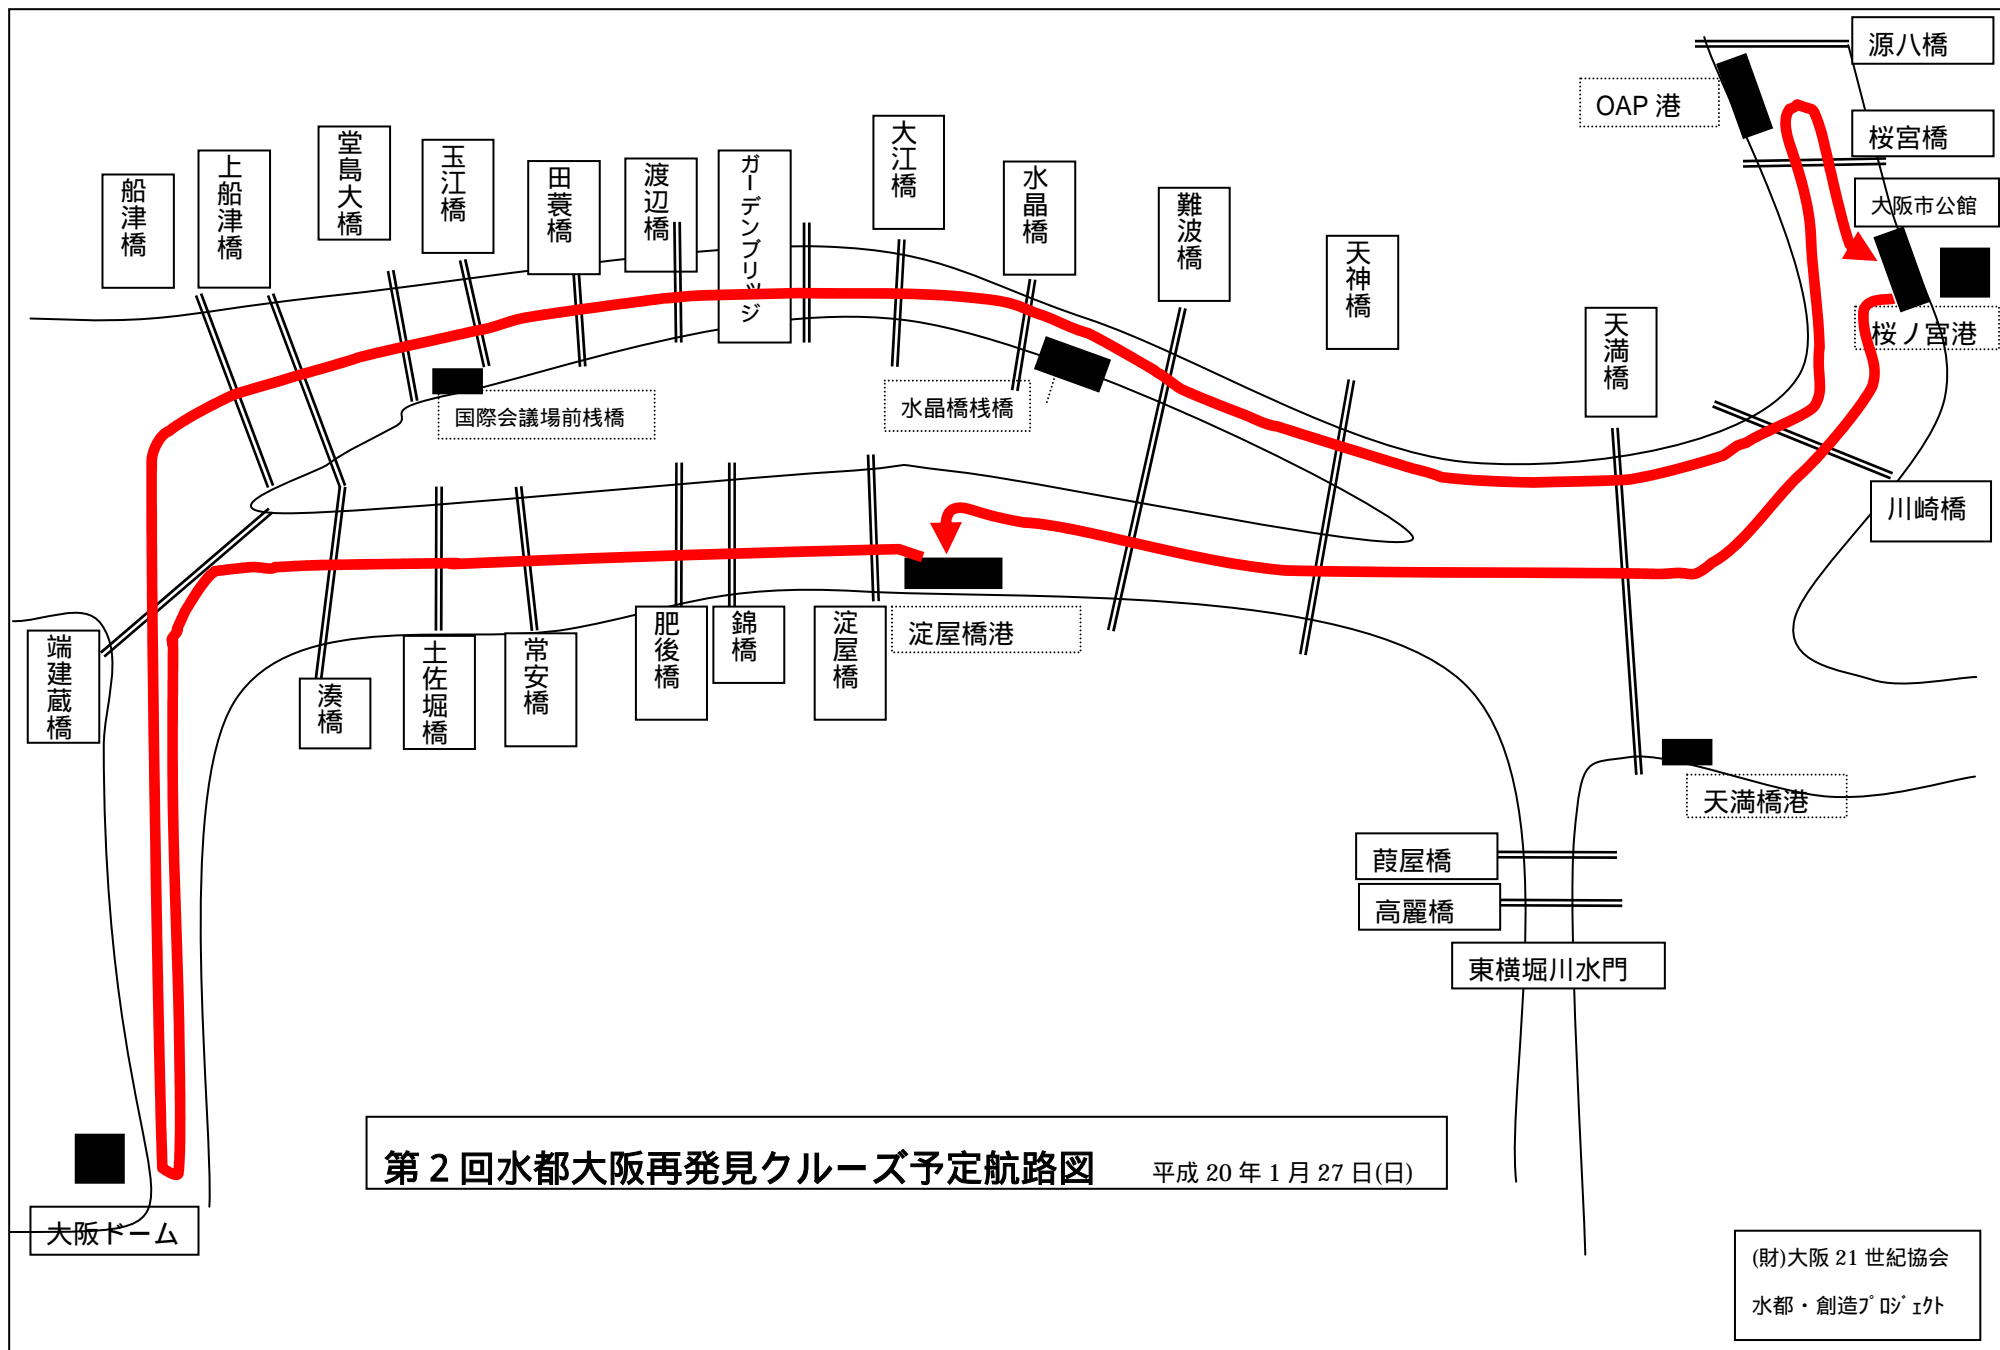 源八橋
OAP 港
桜宮橋
大阪市公館
桜ノ宮港
船津橋
上船津橋
堂島大橋
玉江橋
田蓑橋
渡辺橋
ガーデンブリッジ
大江橋
水晶橋
難波橋
天神橋
天満橋
国際会議場前桟橋
水晶橋桟橋
川崎橋
端建蔵橋
湊橋
土佐堀橋
常安橋
肥後橋
錦橋
淀屋橋
淀屋橋港
天満橋港
葭屋橋
高麗橋
東横堀川水門
第2回水都大阪再発見クルーズ予定航路図 平成 20 年 1 月 27 日(日)
大阪ドーム
(財)大阪 21 世紀協会
水都・創造ﾌﾟﾛｼﾞｪｸﾄ